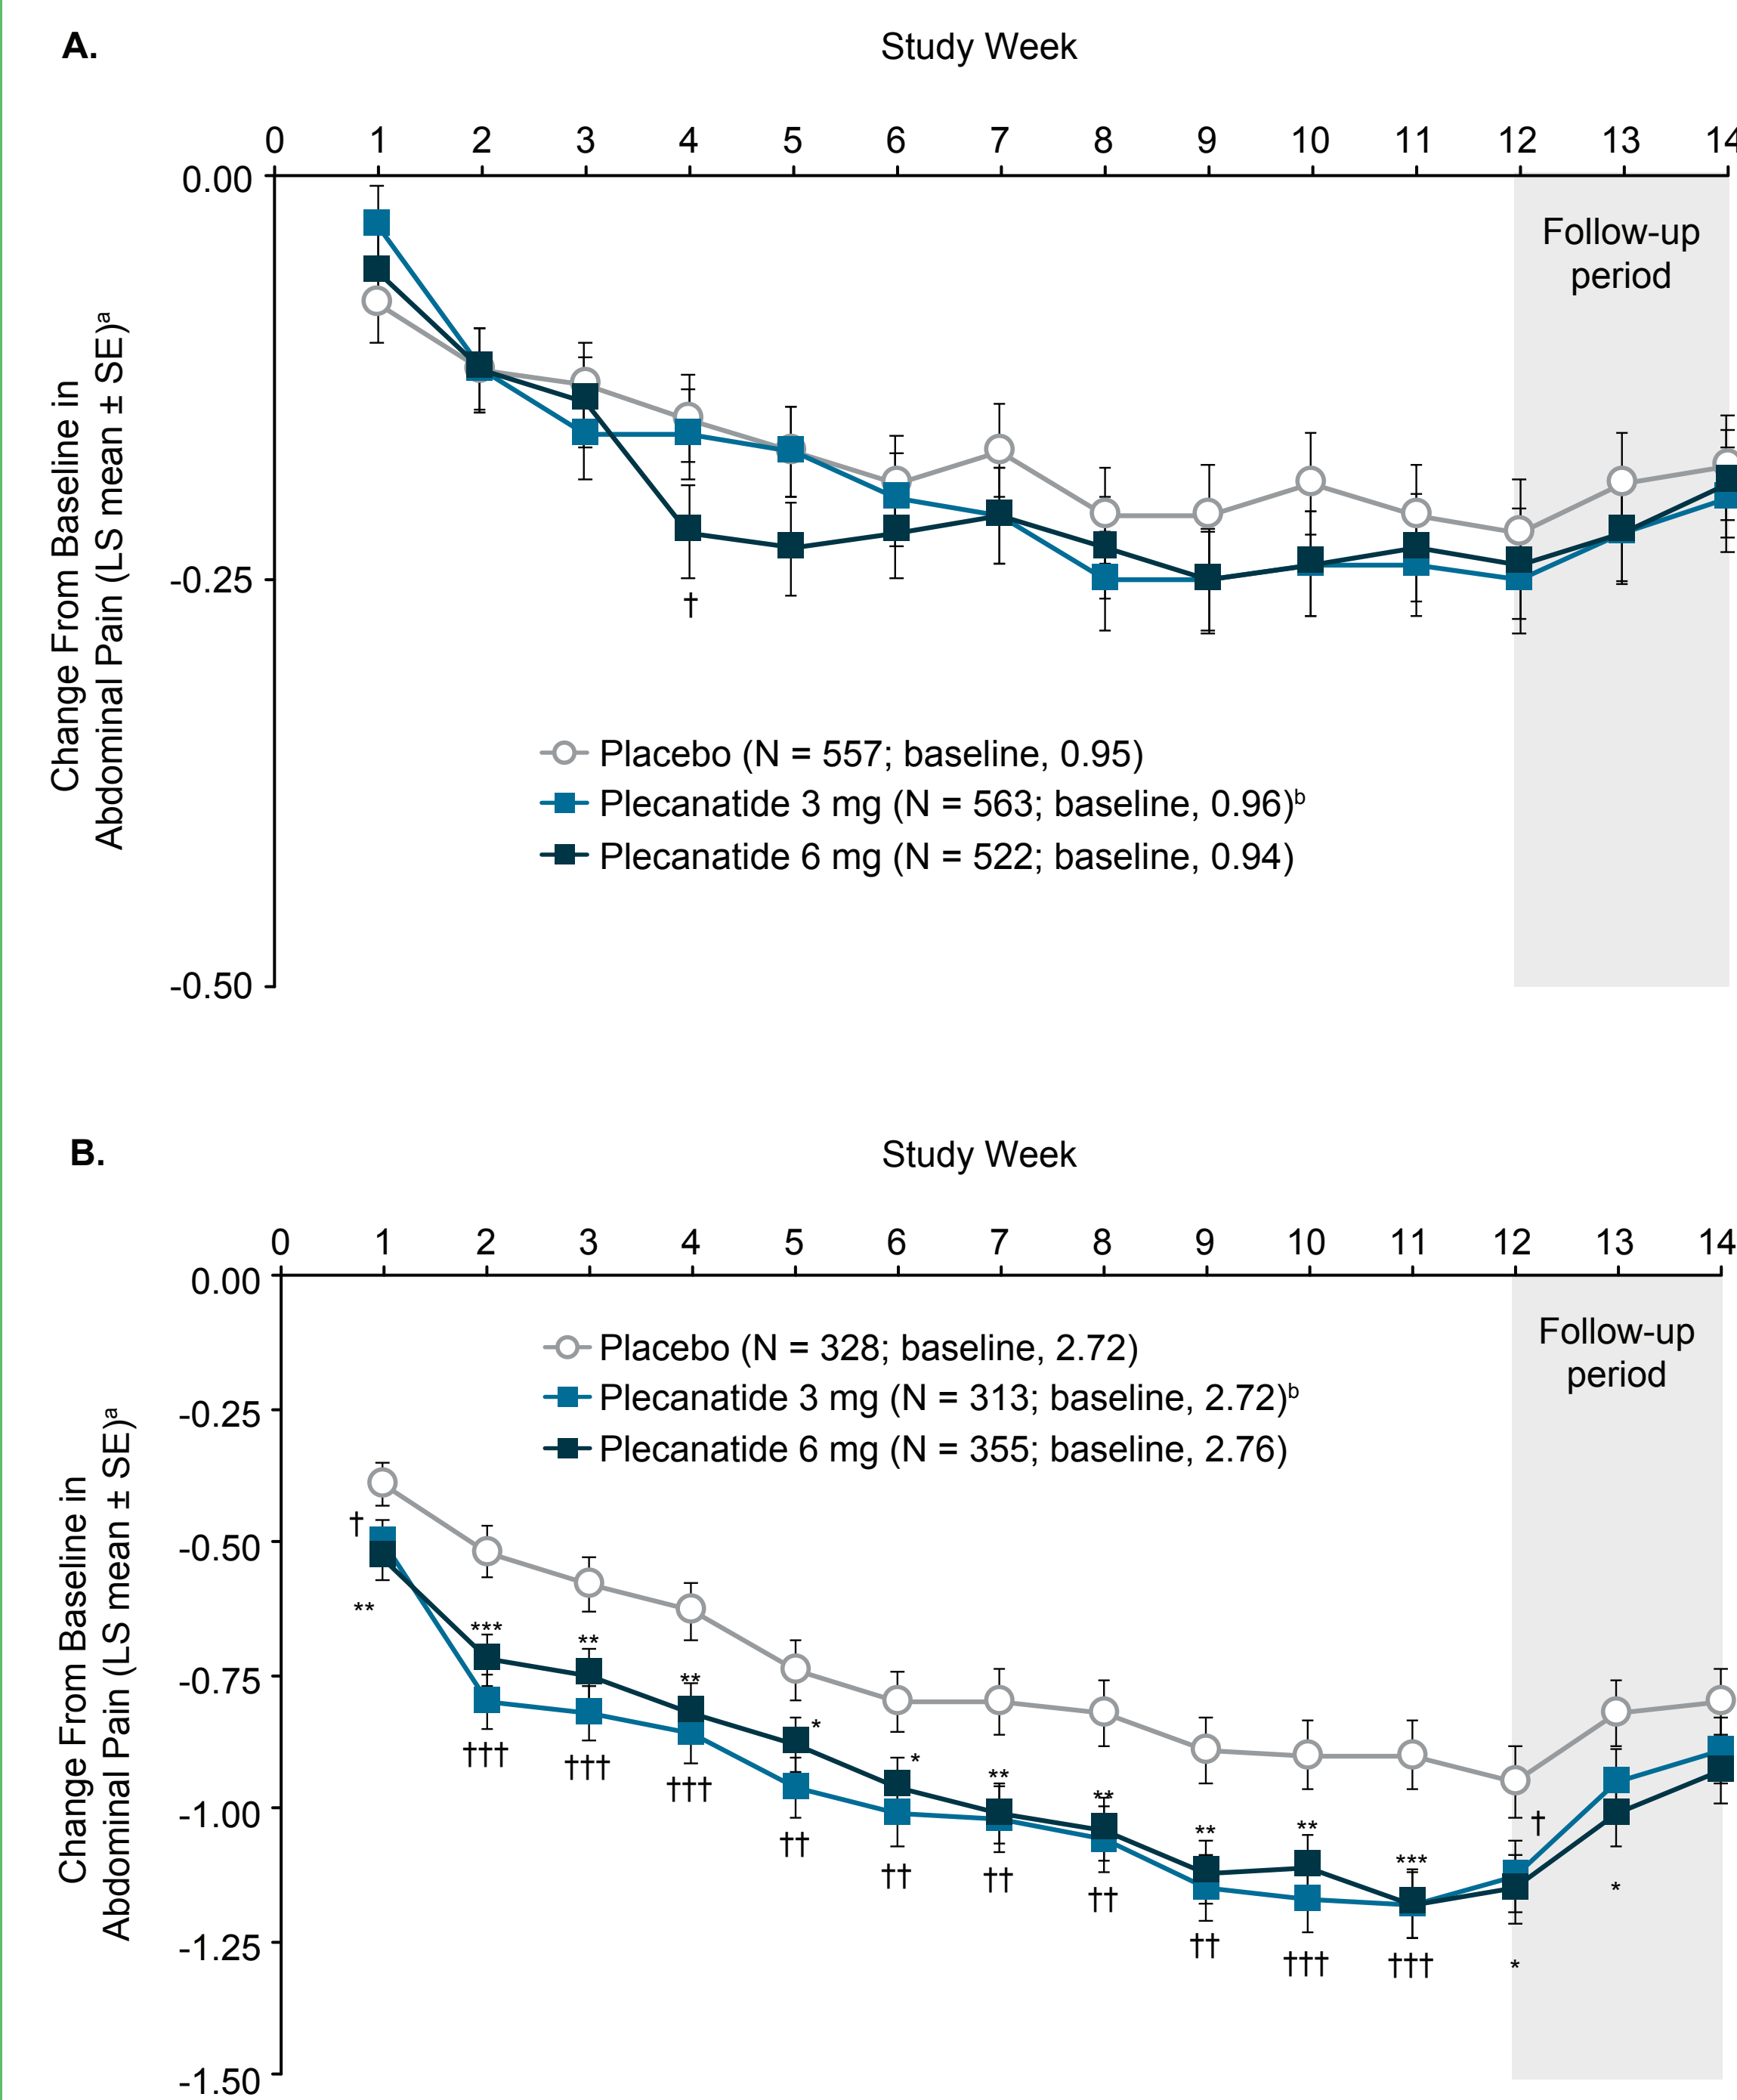 A.
Study Week
0 1 2 3 4 5 6 7 8 9 10 11 12 13 14
0.00
-0.25
-0.50
Change From Baseline in
Abdominal Pain (LS mean ± SE)a
Follow-up
period
†
Placebo (N = 557; baseline, 0.95)
Plecanatide 3 mg (N = 563; baseline, 0.96)b
Plecanatide 6 mg (N = 522; baseline, 0.94)
B.
Study Week
0 1 2 3 4 5 6 7 8 9 10 11 12 13 14
0.00
-0.25
-0.50
-0.75
-1.00
-1.25
-1.50
Change From Baseline in
Abdominal Pain (LS mean ± SE)a
Follow-up
period
Placebo (N = 328; baseline, 2.72)
Plecanatide 3 mg (N = 313; baseline, 2.72)b
Plecanatide 6 mg (N = 355; baseline, 2.76)
† *** ** ** * * ** ** ** ** *** †
** ††† ††† ††† †† †† †† †† †† ††† ††† * *